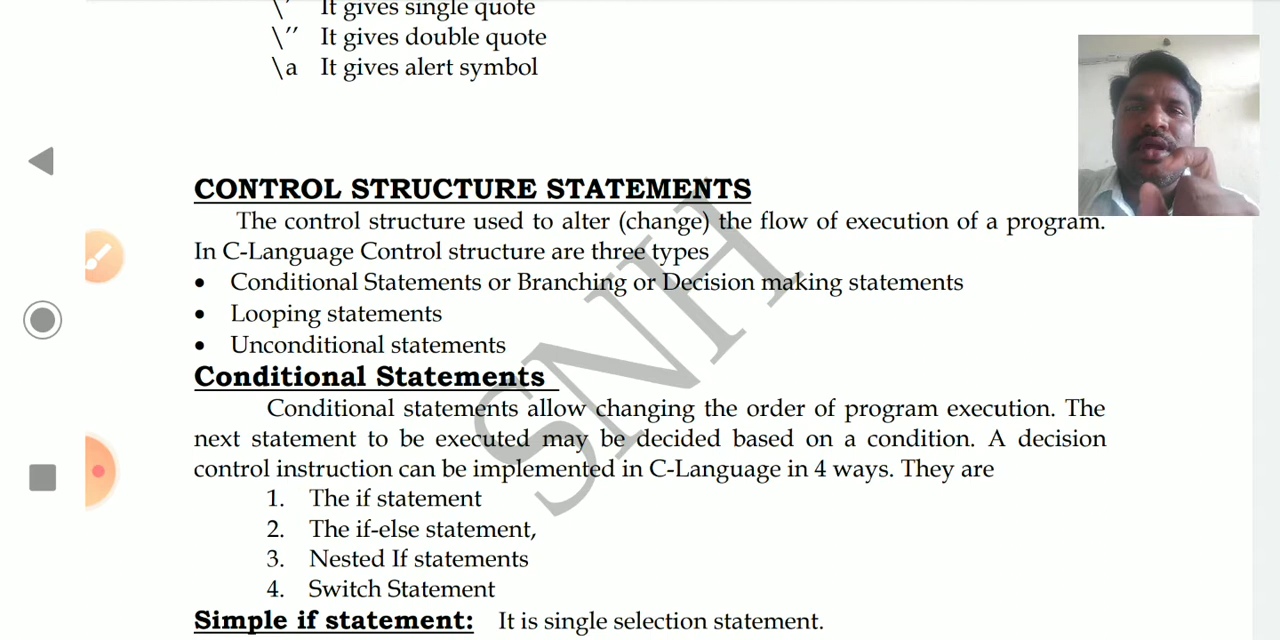 \' It gives single quote
\" It gives double quote
\a It gives alert symbol
CONTROL STRUCTURE STATEMENTS
The control structure used to alter (change) the flow of execution of a program.
In C-Language Control structure are three types
• Conditional Statements or Branching or Decision making statements
• Looping statements
• Unconditional statements
Conditional Statements
Conditional statements allow changing the order of program execution. The
next statement to be executed may be decided based on a condition. A decision
control instruction can be implemented in C-Language in 4 ways. They are
1. The if statement
2. The if-else statement,
3. Nested If statements
4. Switch Statement
Simple if statement: It is single selection statement.
SNH